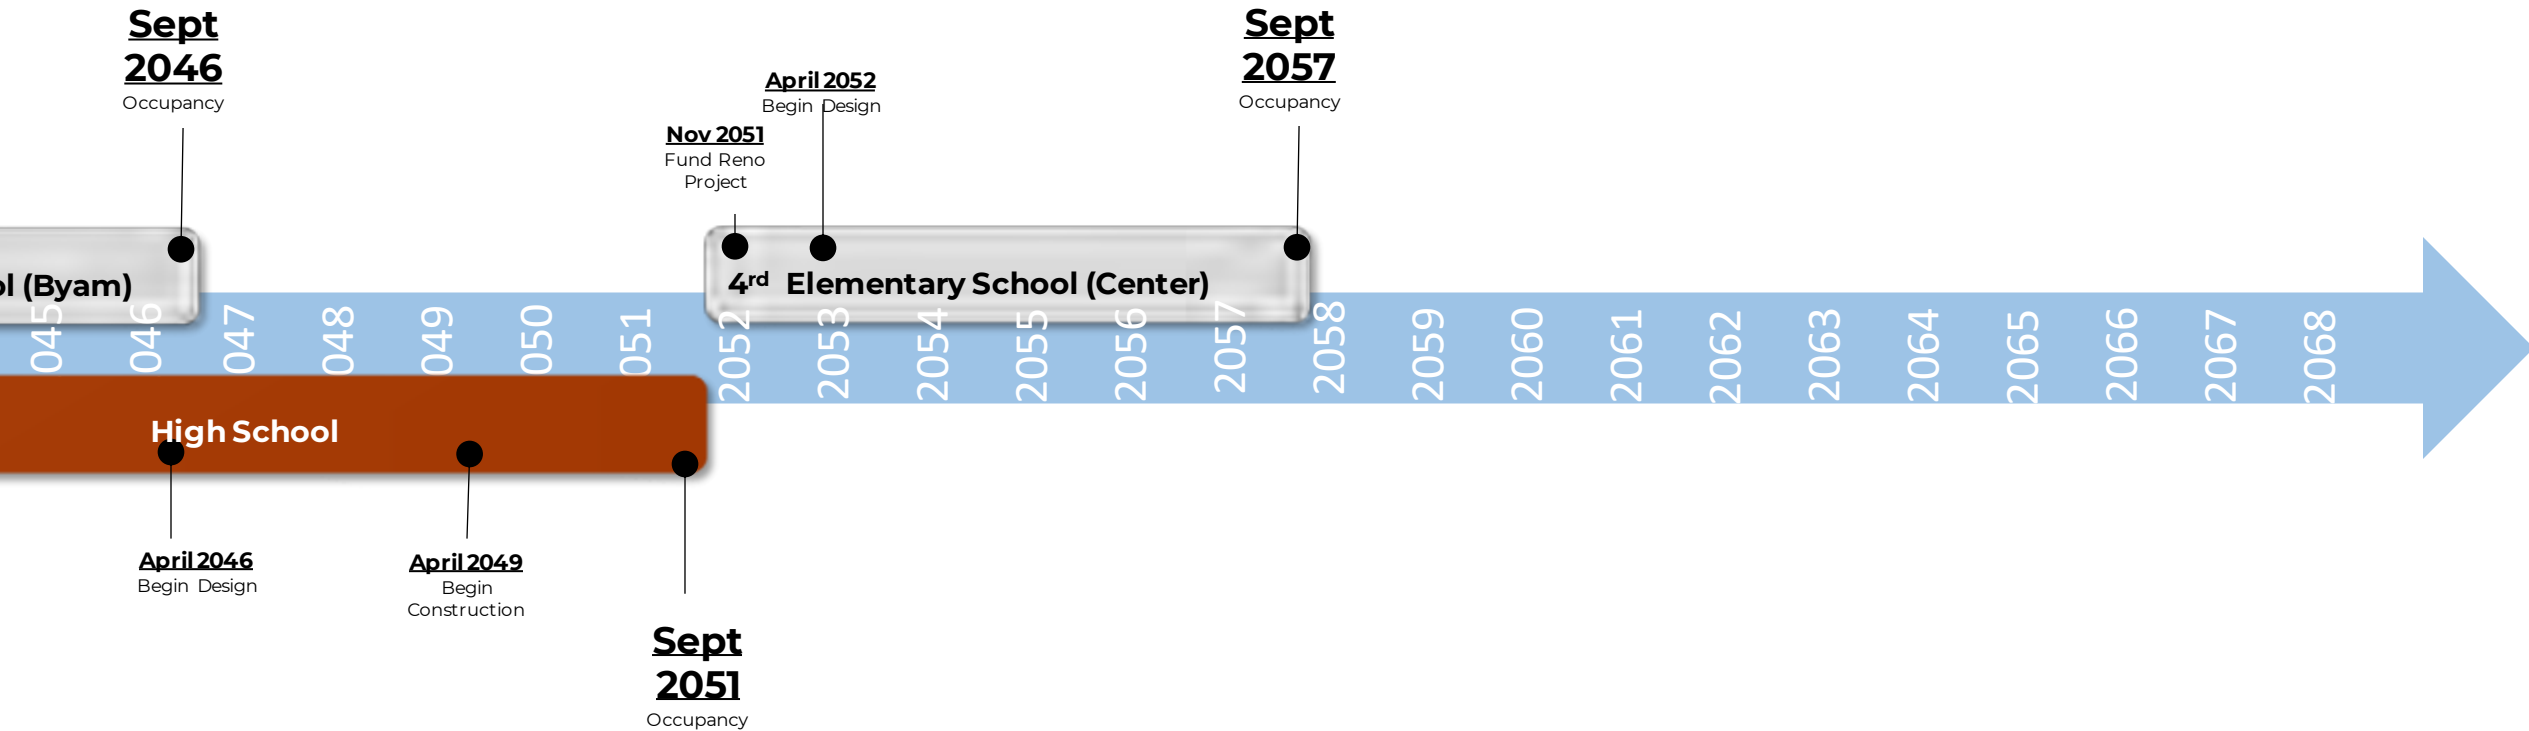 Sept
2046
Occupancy
Sept
2057
Occupancy
April 2052
Begin Design
Nov 2051
Fund Reno
Project
ol (Byam)
4rd Elementary School (Center)
045
046
047
048
049
050
051
2052
2053
2054
2055
2056
2057
2058
2059
2060
2061
2062
2063
2064
2065
2066
2067
2068
High School
April 2046
Begin Design
April 2049
Begin
Construction
Sept
2051
Occupancy